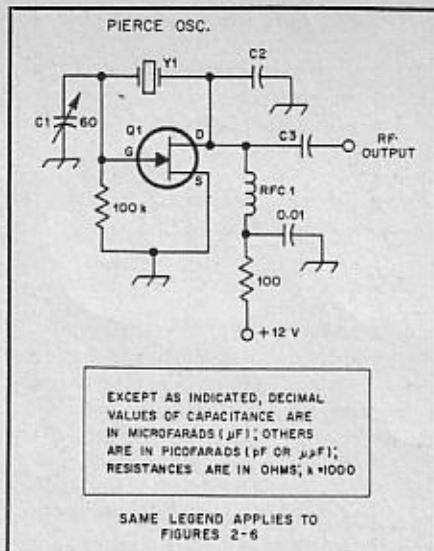 PIERCE OSC.
Y1
C2
C1
60
Q1
D
G
S
C3
RF
OUTPUT
RFC 1
100 k
0.01
100
+12 V
EXCEPT AS INDICATED, DECIMAL
VALUES OF CAPACITANCE ARE
IN MICROFARADS (µF); OTHERS
ARE IN PICOFARADS (pF OR µµF);
RESISTANCES ARE IN OHMS; k=1000
SAME LEGEND APPLIES TO
FIGURES 2-6